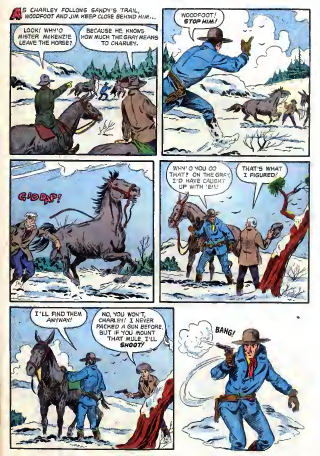 AS CHARLEY FOLLOWS SANDY'S TRAIL,
WOODFOOT AND JIM KEEP CLOSE BEHIND HIM...
LOOK! WHY'D
MISTER McKENZIE
LEAVE THE HORSE?
BECAUSE HE KNOWS
HOW MUCH THE GRAY MEANS
TO CHARLEY.
WOODFOOT!
STOP HIM!
GIDDAP!
WHY'D YOU DO
THAT? ON THE GRAY,
I'D HAVE CAUGHT
UP WITH 'EM!
THAT'S WHAT
I FIGURED!
I'LL FIND THEM
ANYWAY!
NO, YOU WON'T,
CHARLEY! I NEVER
PACKED A GUN BEFORE,
BUT IF YOU MOUNT
THAT MULE, I'LL
SHOOT!
BANG!